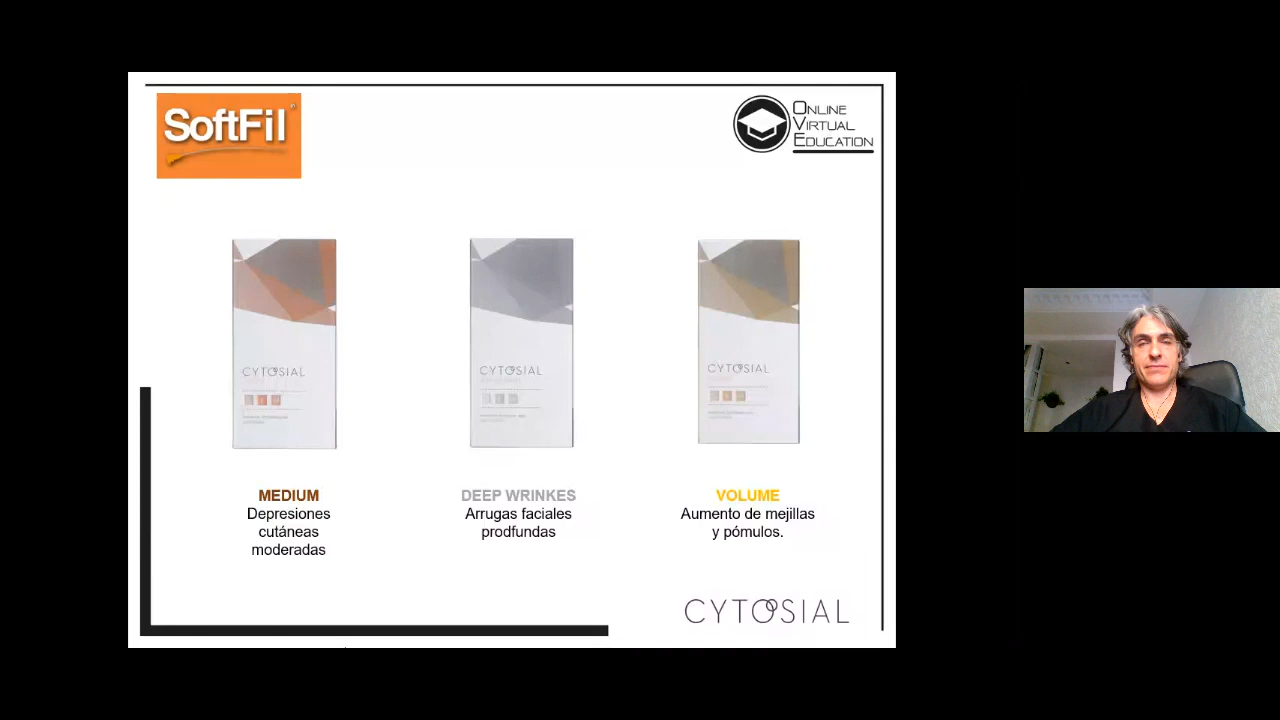 SoftFil®
ONLINE
VIRTUAL
EDUCATION
CYTOSIAL
CYTOSIAL
CYTOSIAL
MEDIUM
Depresiones
cutáneas
moderadas
DEEP WRINKES
Arrugas faciales
prodfundas
VOLUME
Aumento de mejillas
y pómulos.
CYTOSIAL